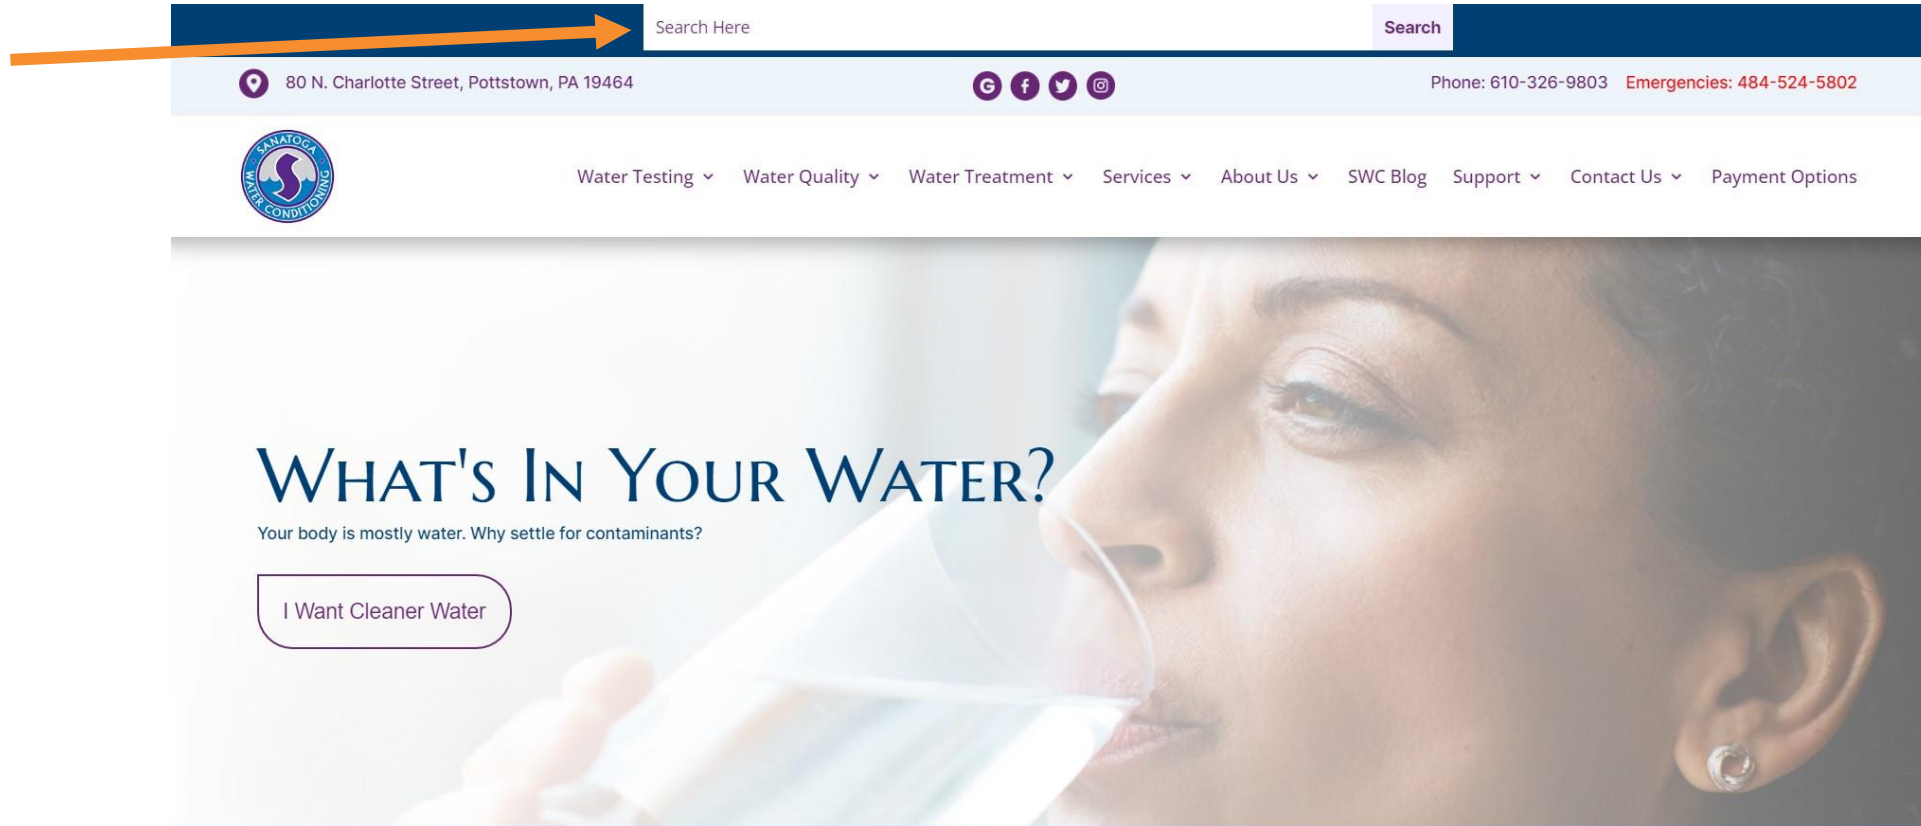 Search Here Search
80 N. Charlotte Street, Pottstown, PA 19464 Phone: 610-326-9803 Emergencies: 484-524-5802
SANATOGA WATER CONDITIONING
Water Testing Water Quality Water Treatment Services About Us SWC Blog Support Contact Us Payment Options
What's In Your Water?
Your body is mostly water. Why settle for contaminants?
I Want Cleaner Water